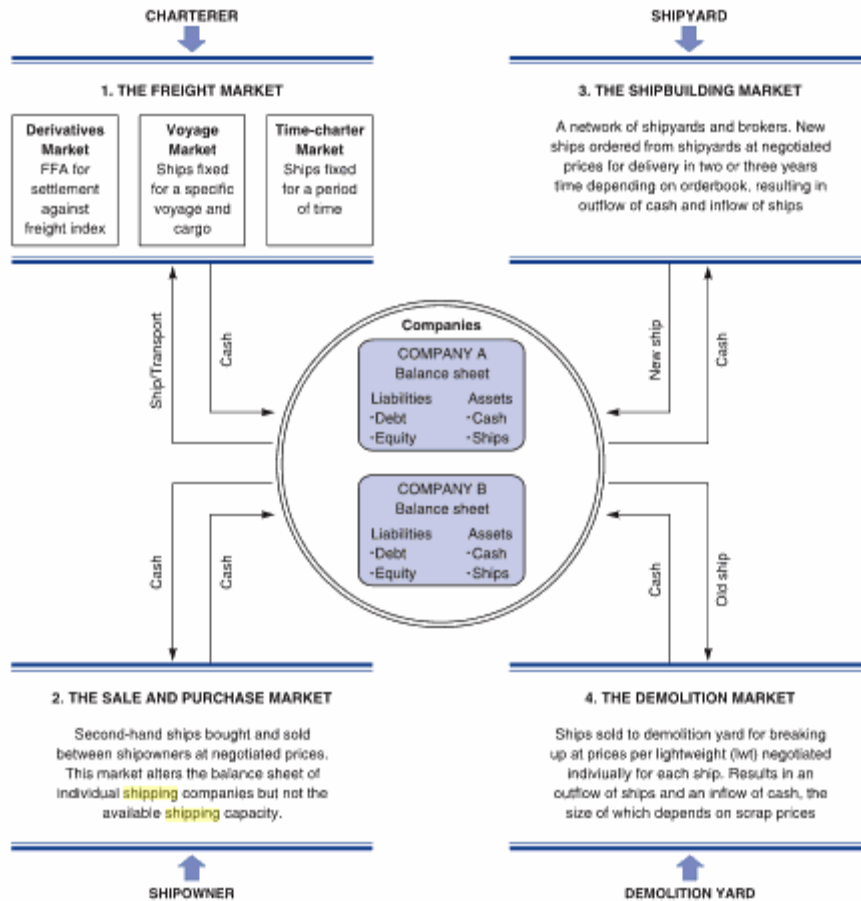 CHARTERER
1. THE FREIGHT MARKET
Derivatives
Market
FFA for
settlement
against
freight index
Voyage
Market
Ships fixed
for a specific
voyage and
cargo
Time-charter
Market
Ships fixed
for a period
of time
SHIPYARD
3. THE SHIPBUILDING MARKET
A network of shipyards and brokers. New
ships ordered from shipyards at negotiated
prices for delivery in two or three years
time depending on orderbook, resulting in
outflow of cash and inflow of ships
Ship/Transport
Cash
New ship
Cash
Companies
COMPANY A
Balance sheet
Liabilities Assets
·Debt ·Cash
·Equity ·Ships
COMPANY B
Balance sheet
Liabilities Assets
·Debt ·Cash
·Equity ·Ships
Cash
Cash
Cash
Old ship
2. THE SALE AND PURCHASE MARKET
Second-hand ships bought and sold
between shipowners at negotiated prices.
This market alters the balance sheet of
individual shipping companies but not the
available shipping capacity.
SHIPOWNER
4. THE DEMOLITION MARKET
Ships sold to demolition yard for breaking
up at prices per lightweight (lwt) negotiated
indiviually for each ship. Results in an
outflow of ships and an inflow of cash, the
size of which depends on scrap prices
DEMOLITION YARD